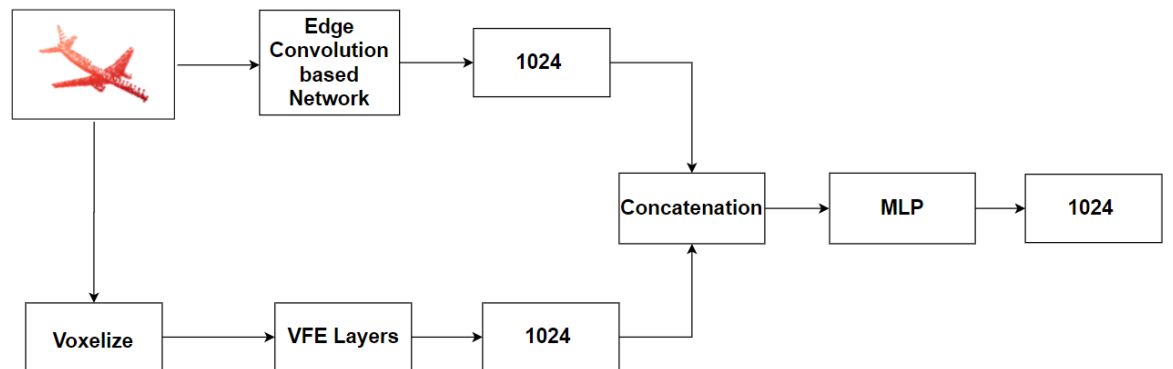 Edge
Convolution
based
Network
1024
Concatenation
MLP
1024
Voxelize
VFE Layers
1024